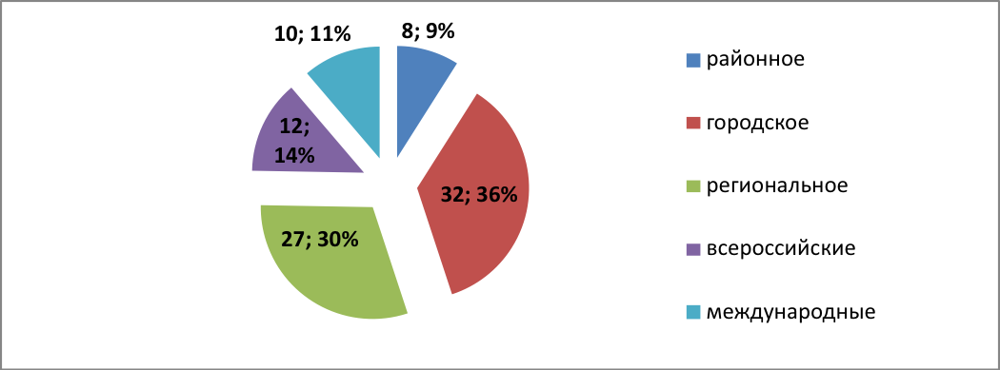 10; 11%
8; 9%
12;
14%
32; 36%
27; 30%
районное
городское
региональное
всероссийские
международные